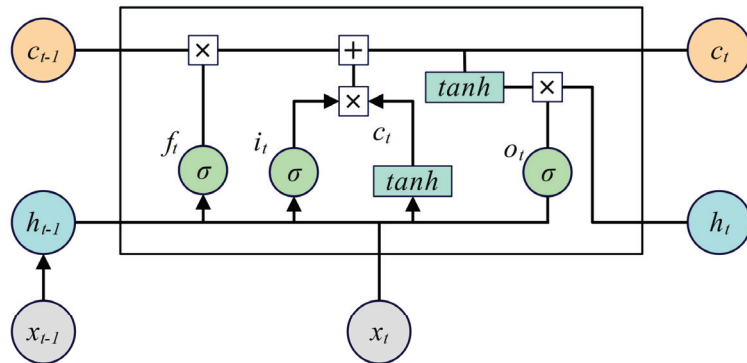 c_{t-1} × + c_t
tanh ×
×
f_t i_t c_t o_t
σ σ tanh σ
h_{t-1} h_t
x_{t-1} x_t